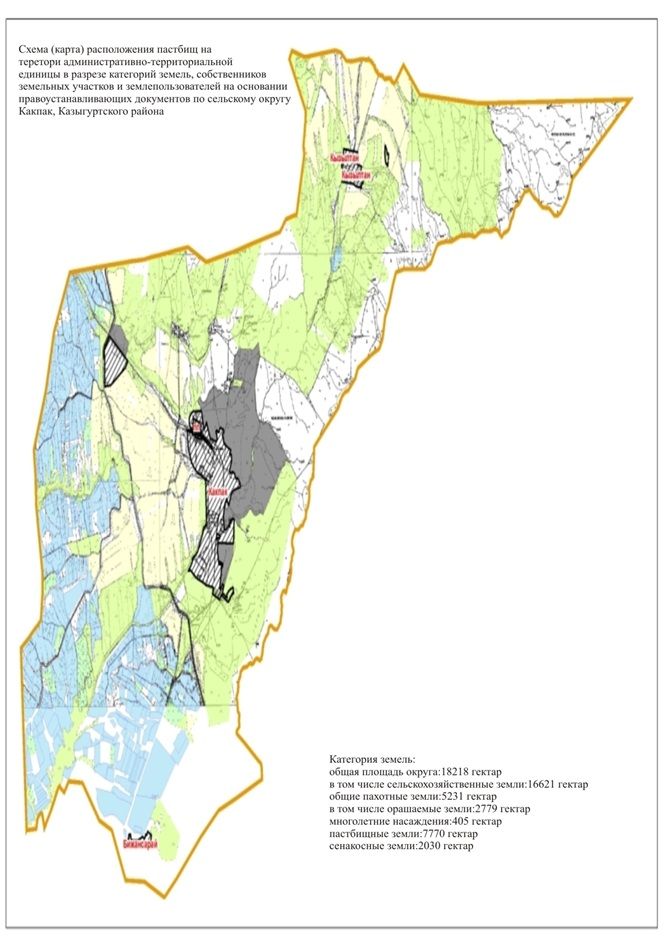 Схема (карта) расположения пастбищ на
теретори административно-территориальной
единицы в разрезе категорий земель, собственников
земельных участков и землепользователей на основании
правоустанавливающих документов по сельскому округу
Какпак, Казыгуртского района
Кызылтан
Кызылтан
Какпак
Бижансарай
Категория земель:
общая площадь округа:18218 гектар
в том числе сельскохозяйственные земли:16621 гектар
общие пахотные земли:5231 гектар
в том числе орашаемые земли:2779 гектар
многолетние насаждения:405 гектар
пастбищные земли:7770 гектар
сенакосные земли:2030 гектар